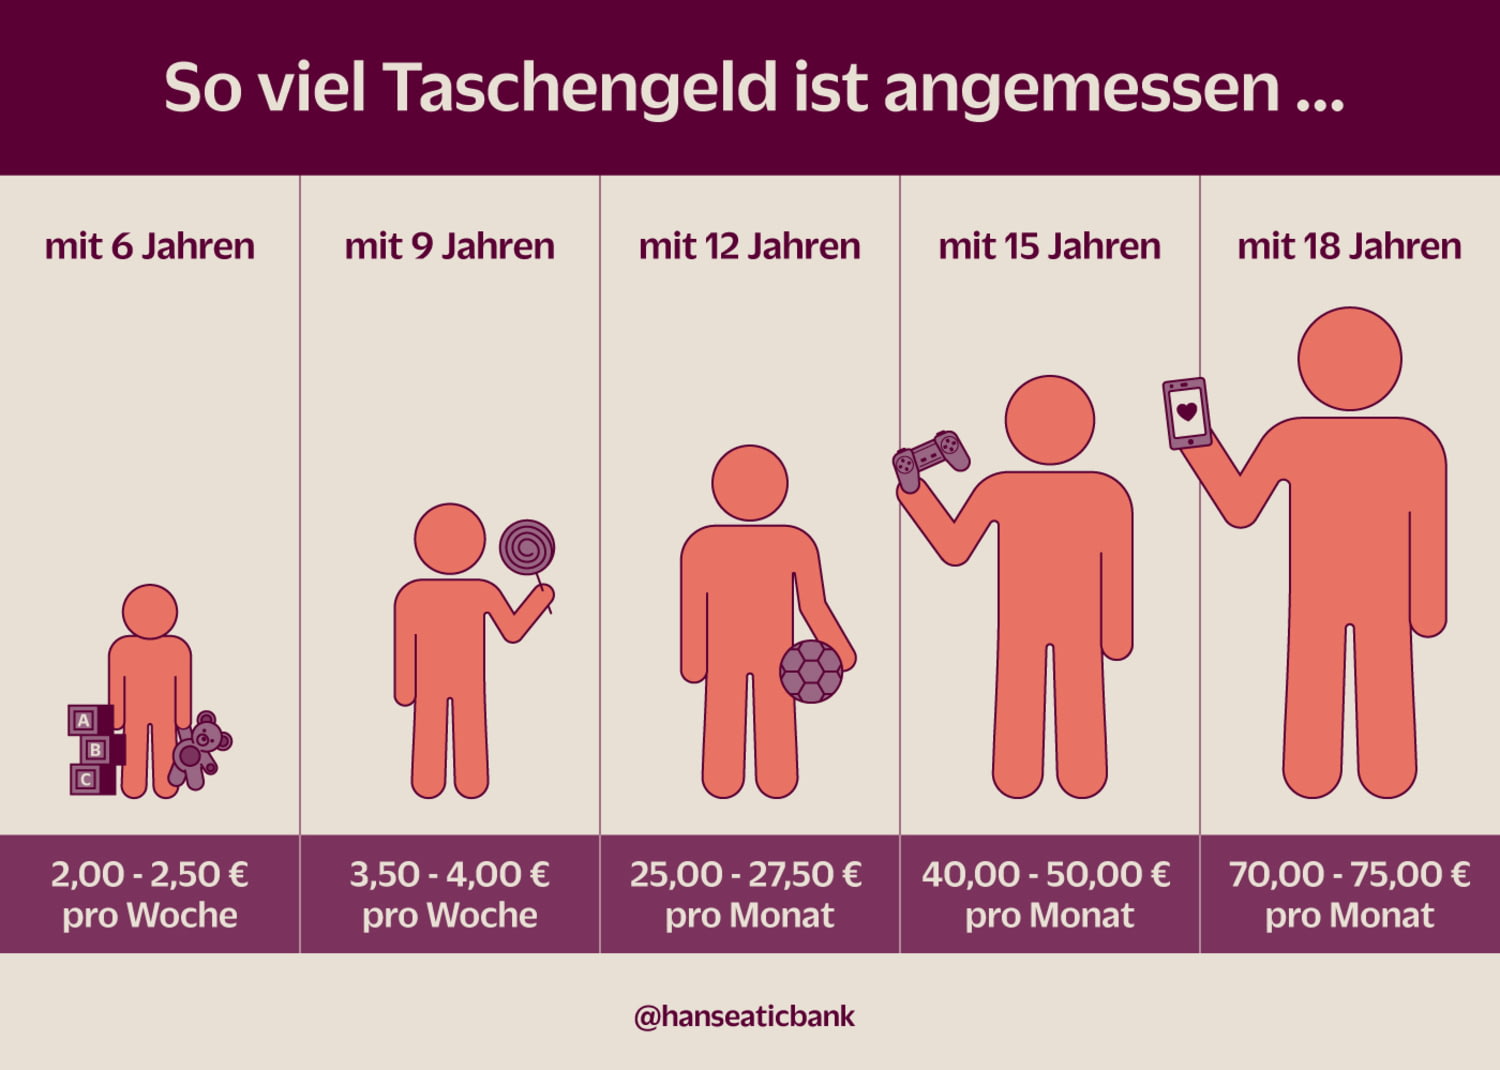 So viel Taschengeld ist angemessen ...
mit 6 Jahren
mit 9 Jahren
mit 12 Jahren
mit 15 Jahren
mit 18 Jahren
A
B
C
2,00 - 2,50 €
pro Woche
3,50 - 4,00 €
pro Woche
25,00 - 27,50 €
pro Monat
40,00 - 50,00 €
pro Monat
70,00 - 75,00 €
pro Monat
@hanseaticbank